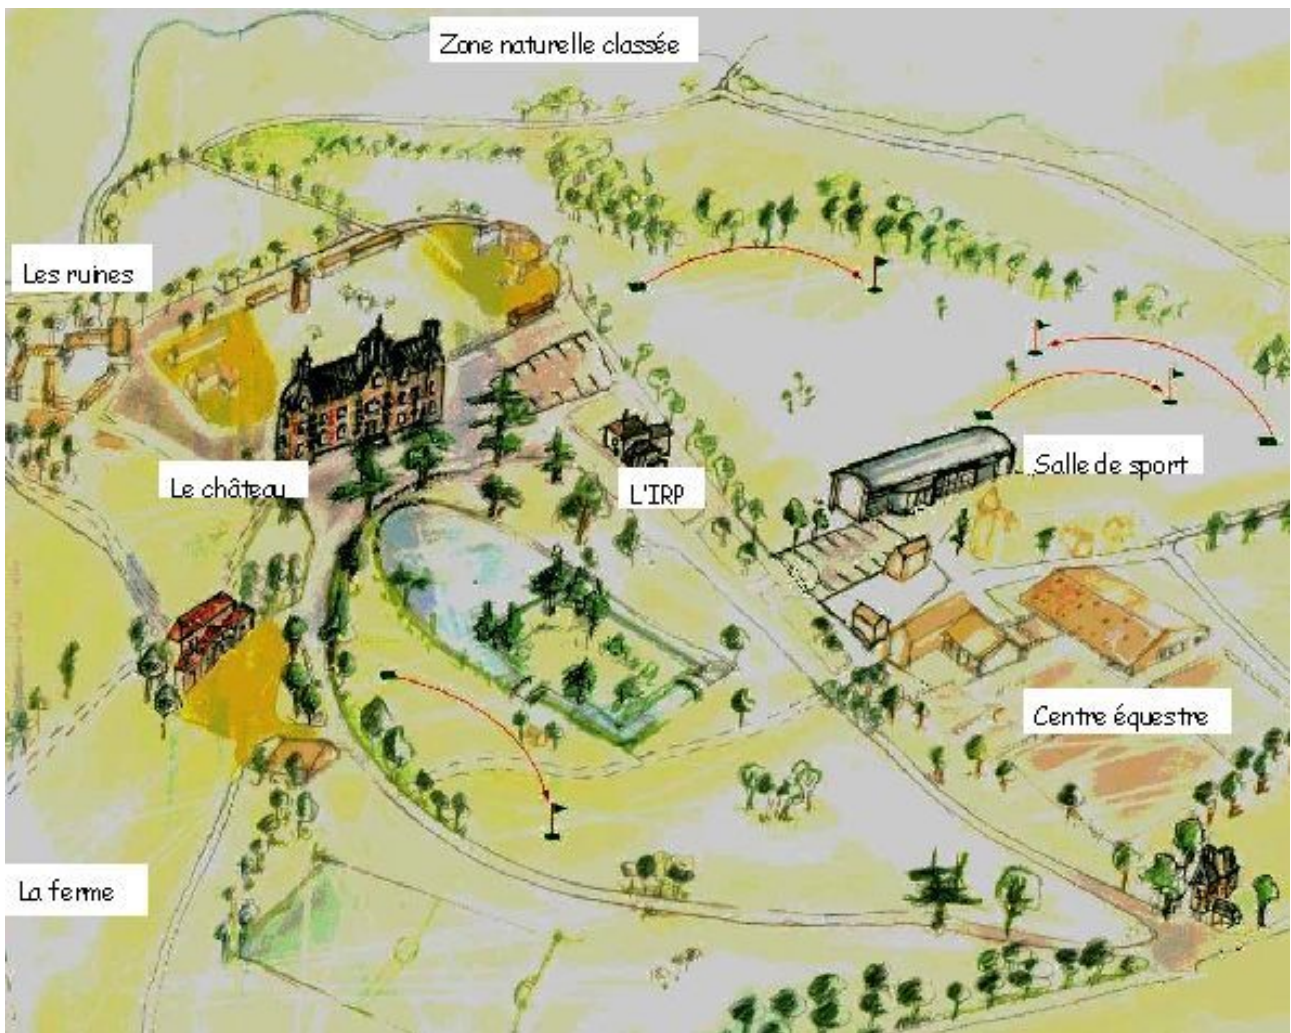 Zone naturelle classée
Les ruines
Le château
L'IRP
Salle de sport
Centre équestre
La ferme